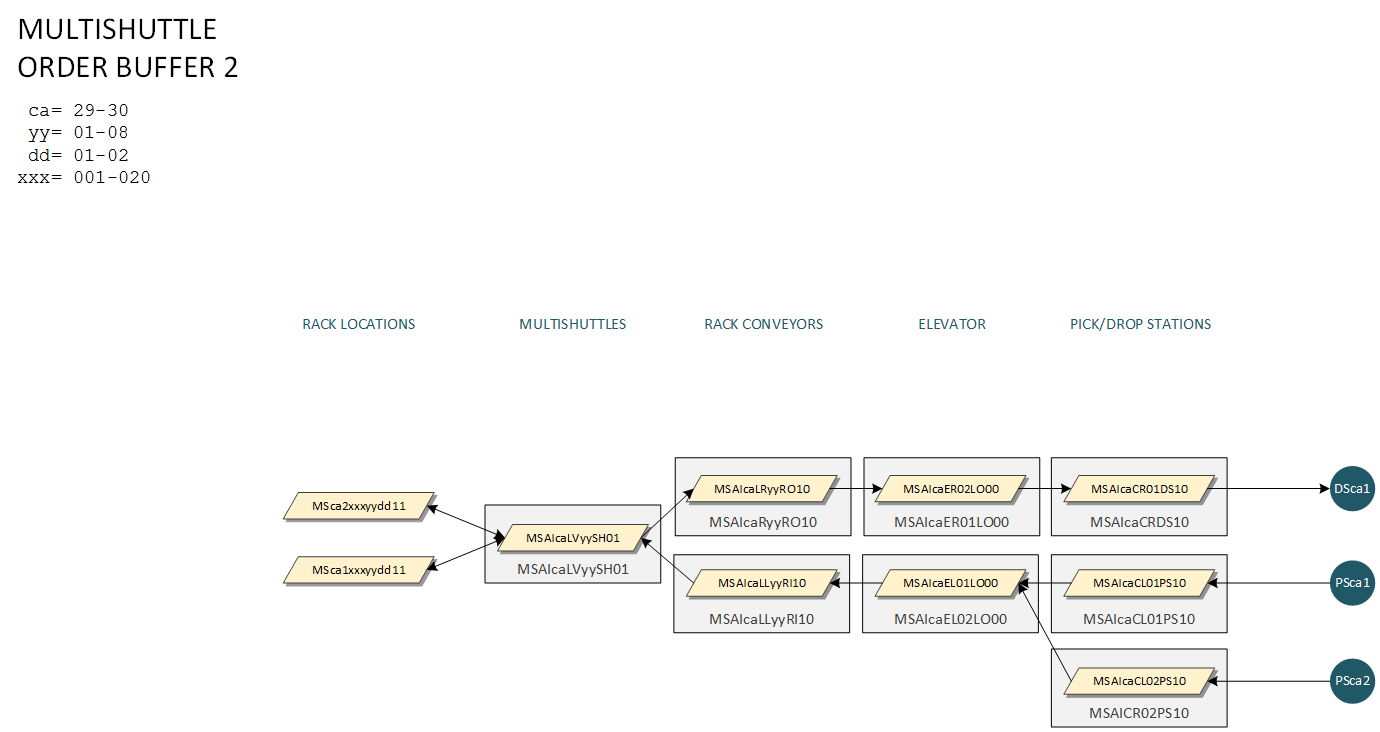 MULTISHUTTLE
ORDER BUFFER 2
ca= 29-30
yy= 01-08
dd= 01-02
xxx= 001-020
RACK LOCATIONS
MULTISHUTTLES
RACK CONVEYORS
ELEVATOR
PICK/DROP STATIONS
MSAIcaLRyyRO10
MSAIcaER02LO00
MSAIcaCR01DS10
DSca1
MSca2xxxyydd11
MSAIcaRyyRO10
MSAIcaER01LO00
MSAIcaCRDS10
MSAIcaLVyySH01
MSAIcaLVyySH01
MSca1xxxyydd11
MSAIcaLLyyRI10
MSAIcaEL01LO00
MSAIcaCL01PS10
PSca1
MSAIcaLLyyRI10
MSAIcaEL02LO00
MSAIcaCL01PS10
MSAIcaCL02PS10
PSca2
MSAICR02PS10